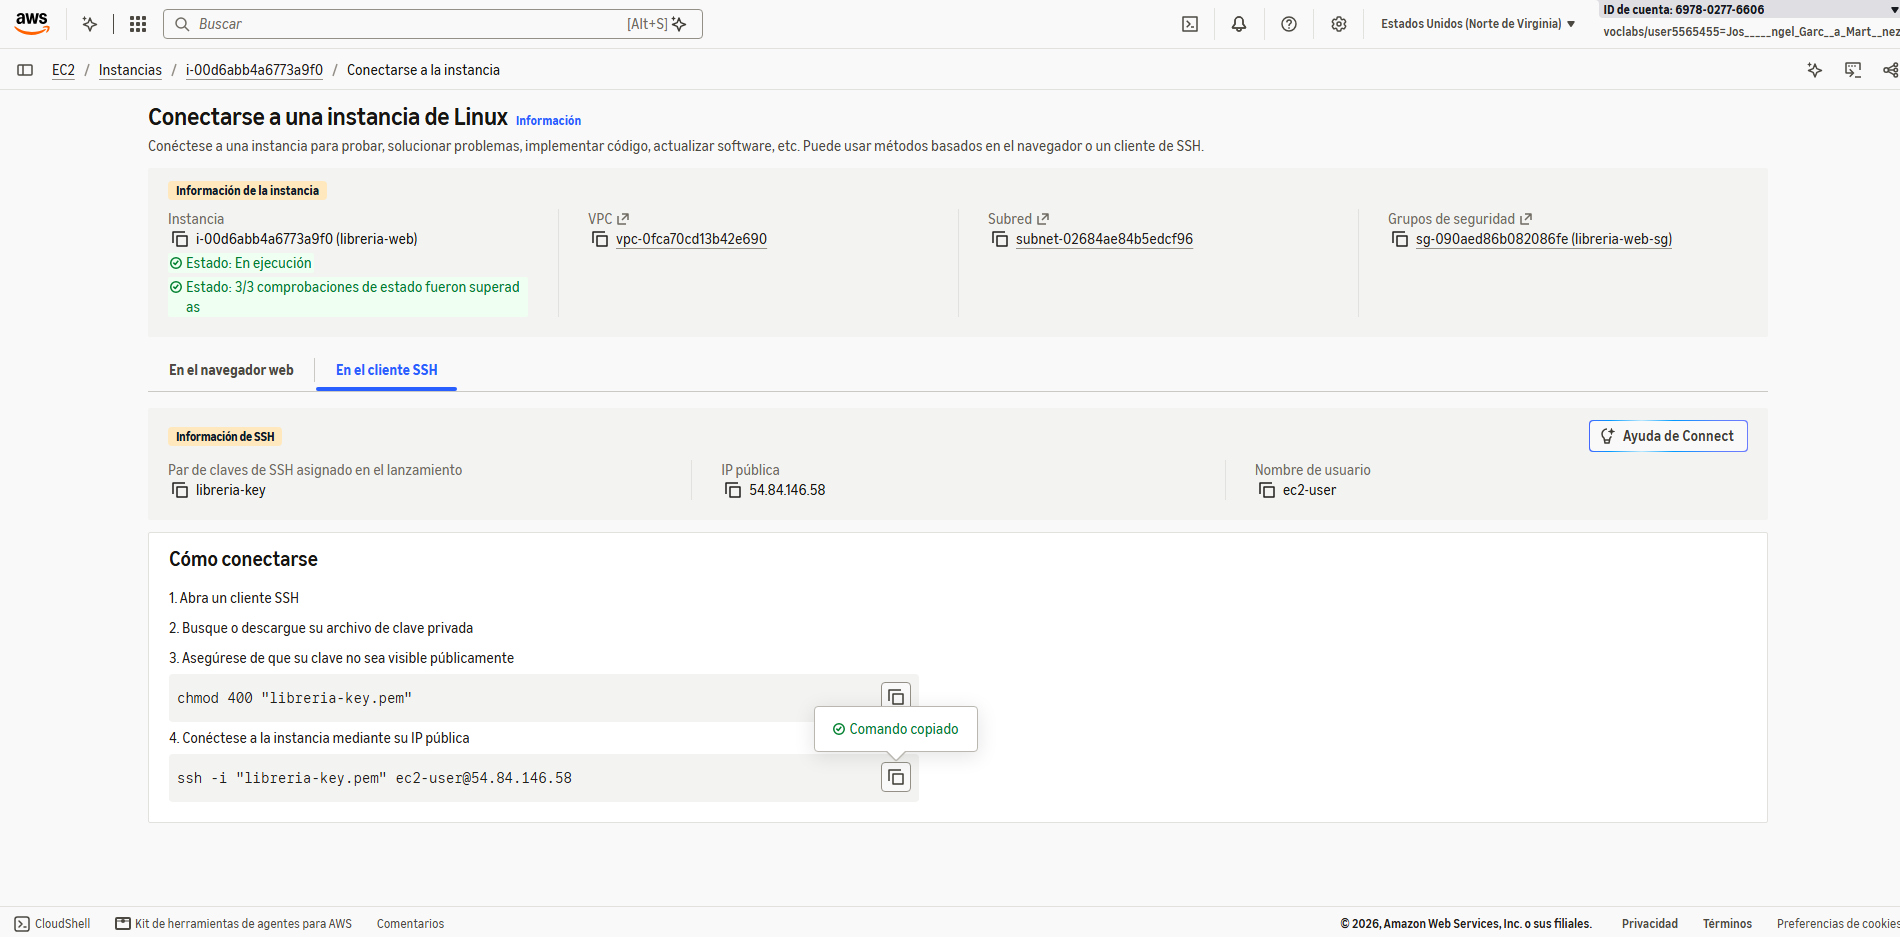 aws
Buscar
[Alt+S]
Estados Unidos (Norte de Virginia)
ID de cuenta: 6978-0277-6606
voclabs/user5565455=Jos_____ngel_Garc__a_Mart__nez
EC2 / Instancias / i-00d6abb4a6773a9f0 / Conectarse a la instancia
Conectarse a una instancia de Linux Información
Conéctese a una instancia para probar, solucionar problemas, implementar código, actualizar software, etc. Puede usar métodos basados en el navegador o un cliente de SSH.
Información de la instancia
Instancia
i-00d6abb4a6773a9f0 (libreria-web)
Estado: En ejecución
Estado: 3/3 comprobaciones de estado fueron superad
as
VPC
vpc-0fca70cd13b42e690
Subred
subnet-02684ae84b5edcf96
Grupos de seguridad
sg-090aed86b082086fe (libreria-web-sg)
En el navegador web
En el cliente SSH
Información de SSH
Ayuda de Connect
Par de claves de SSH asignado en el lanzamiento
libreria-key
IP pública
54.84.146.58
Nombre de usuario
ec2-user
Cómo conectarse
1. Abra un cliente SSH
2. Busque o descargue su archivo de clave privada
3. Asegúrese de que su clave no sea visible públicamente
chmod 400 "libreria-key.pem"
Comando copiado
4. Conéctese a la instancia mediante su IP pública
ssh -i "libreria-key.pem" ec2-user@54.84.146.58
CloudShell
Kit de herramientas de agentes para AWS
Comentarios
© 2026, Amazon Web Services, Inc. o sus filiales.
Privacidad
Términos
Preferencias de cookies